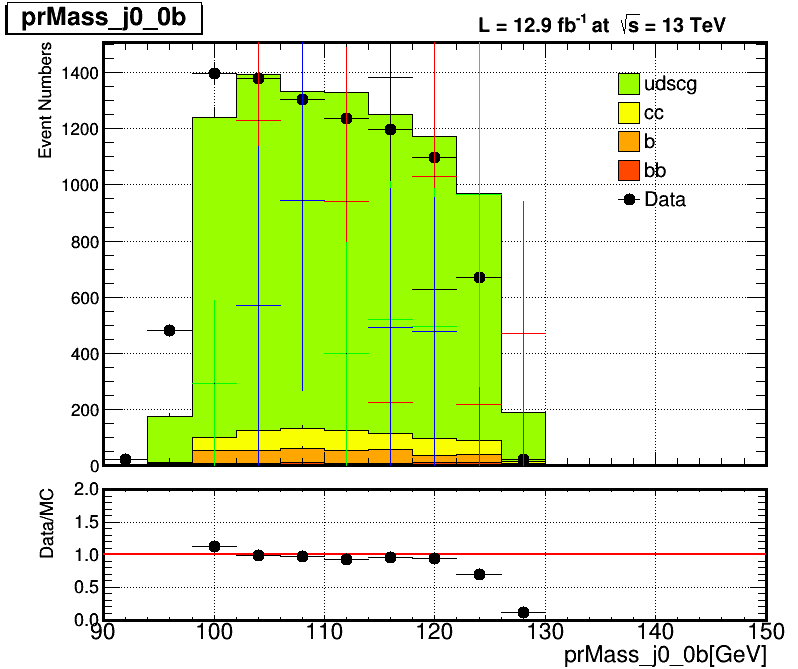 prMass_j0_0b
L = 12.9 fb-1 at √s = 13 TeV
Event Numbers
1400
1200
1000
800
600
400
200
0
udscg
cc
b
bb
Data
Data/MC
2.0
1.5
1.0
0.5
0.0
90 100 110 120 130 140 150
prMass_j0_0b[GeV]